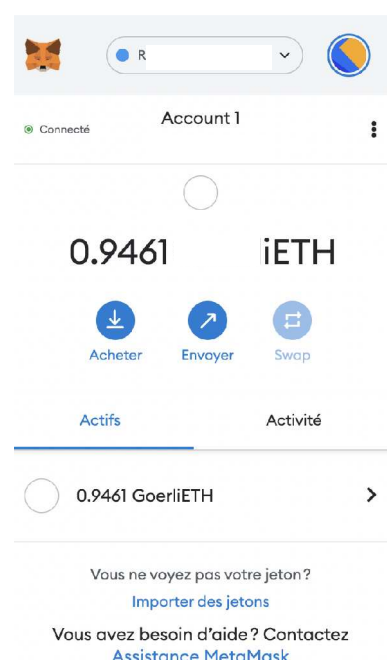 R
Connecté
Account 1
0.9461 iETH
Acheter Envoyer Swap
Actifs Activité
0.9461 GoerliETH
Vous ne voyez pas votre jeton?
Importer des jetons
Vous avez besoin d'aide? Contactez
Assistance MetaMask